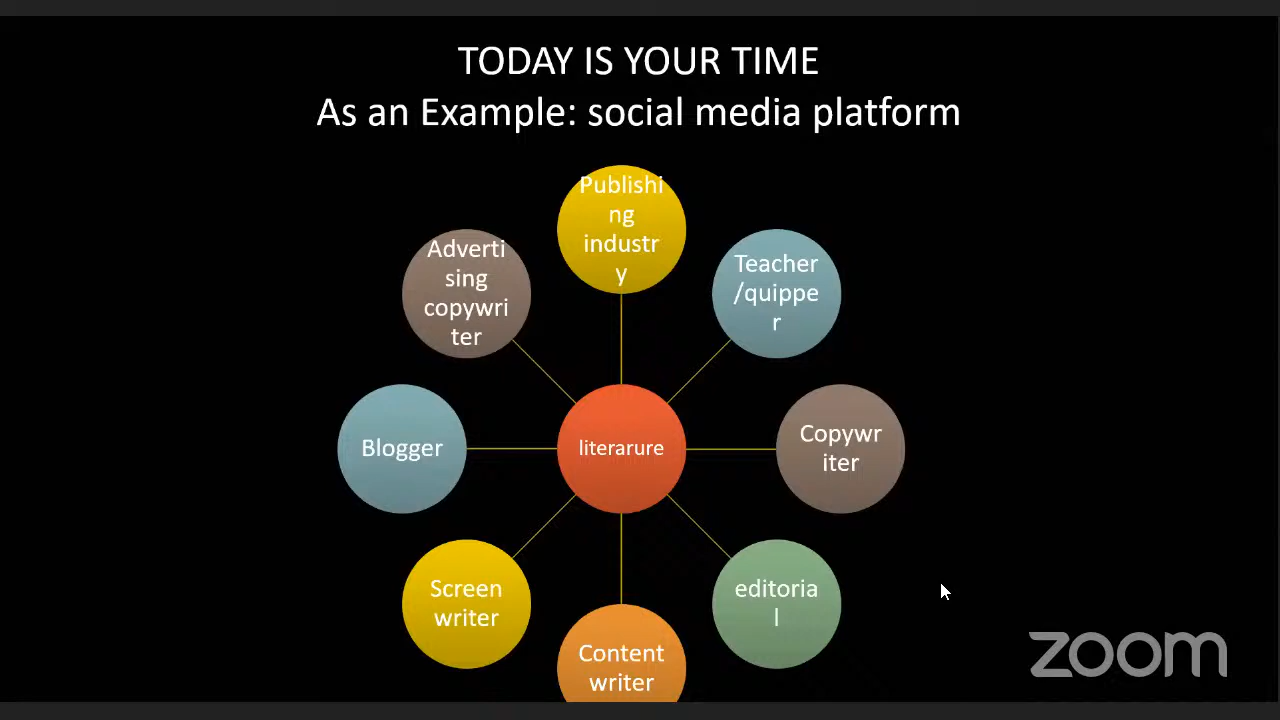 TODAY IS YOUR TIME
As an Example: social media platform
Publishi
ng
industr
y
Teacher
/quippe
r
Copywr
iter
editoria
l
Content
writer
Screen
writer
Blogger
Adverti
sing
copywri
ter
literarure
zoom